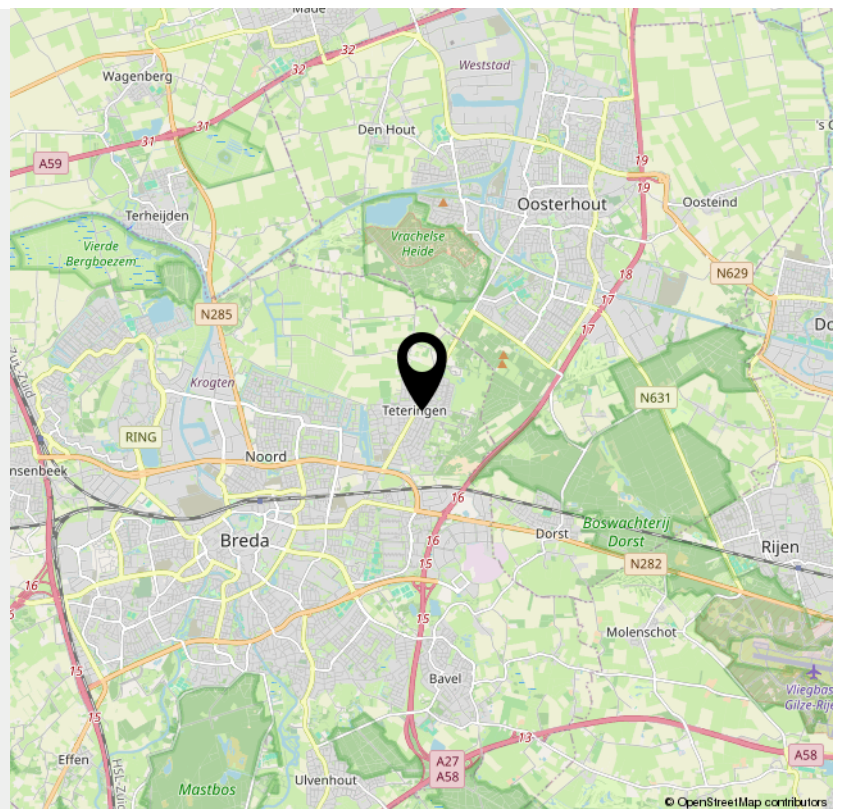 Made
32
32
Weststad
Wagenberg
31
31
Den Hout
A59
19
19
Oosterhout
Oosteind
Terheijden
Vrachelse
Heide
Vierde
Bergboezem
18
N629
17
17
N285
Krogten
Teteringen
N631
RING
Noord
16
Boswachterij
Dorst
Dorst
Breda
16
Rijen
15
N282
16
15
Molenschot
15
15
Bavel
Effen
HSL-Zuid
Mastbos
Ulvenhout
13
A27
A58
A58
© OpenStreetMap contributors